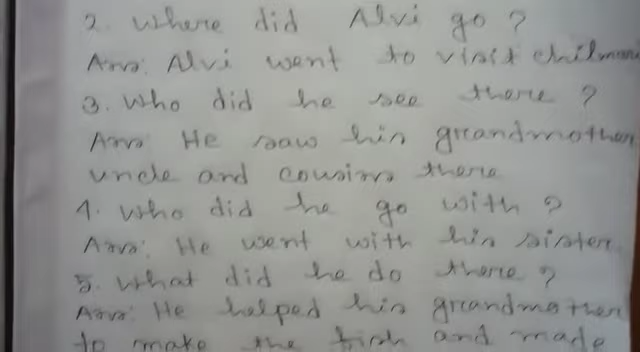 2. Where did Alvi go ?
Ans: Alvi went to visit chilmari
3. Who did he see there ?
Ans: He saw his grandmother,
uncle and cousins there
4. Who did he go with ?
Ans: He went with his sister.
5. What did he do there ?
Ans: He helped his grandmother
to make the fish and made